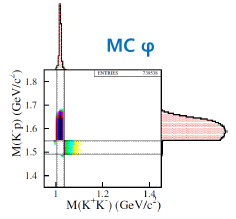 MC φ
ENTRIES 739538
M(K⁻p) (GeV/c²)
1.8
1.7
1.6
1.5
1.4
1 1.2 1.4
M(K⁺K⁻) (GeV/c²)